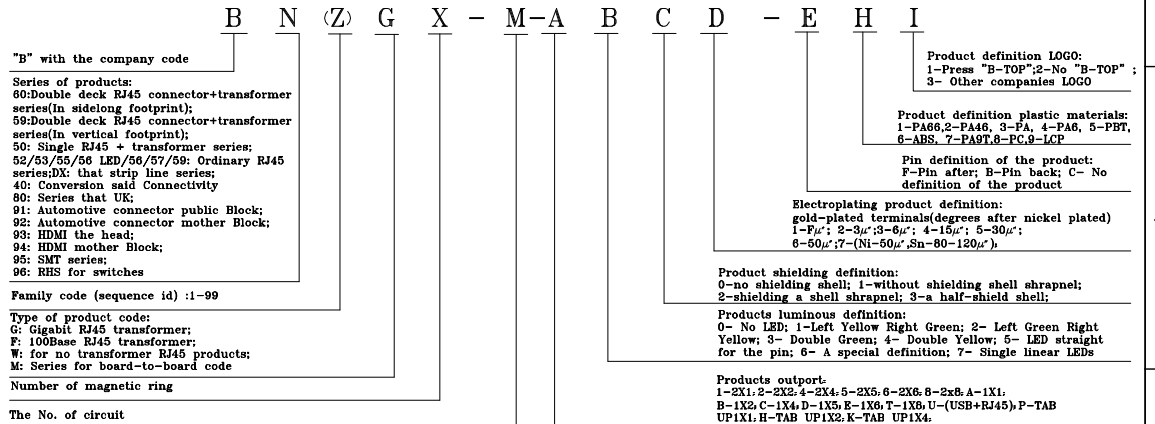 B N (Z) G X - M-A B C D - E H I
"B" with the company code
Series of products:
60:Double deck RJ45 connector+transformer
series(In sidelong footprint);
59:Double deck RJ45 connector+transformer
series(In vertical footprint);
50: Single RJ45 + transformer series;
52/53/55/56 LED/56/57/59: Ordinary RJ45
series;DX: that strip line series;
40: Conversion said Connectivity
80: Series that UK;
91: Automotive connector public Block;
92: Automotive connector mother Block;
93: HDMI the head;
94: HDMI mother Block;
95: SMT series;
96: RHS for switches
Family code (sequence id) :1-99
Type of product code:
G: Gigabit RJ45 transformer;
F: 100Base RJ45 transformer;
W: for no transformer RJ45 products;
M: Series for board-to-board code
Number of magnetic ring
The No. of circuit
Product definition LOGO:
1-Press "B-TOP";2-No "B-TOP" ;
3- Other companies LOGO
Product definition plastic materials:
1-PA66,2-PA46, 3-PA, 4-PA6, 5-PBT,
6-ABS, 7-PA9T,8-PC,9-LCP
Pin definition of the product:
F-Pin after; B-Pin back; C- No
definition of the product
Electroplating product definition:
gold-plated terminals(degrees after nickel plated)
1-Fμ"; 2-3μ";3-6μ"; 4-15μ"; 5-30μ";
6-50μ";7-(Ni-50μ",Sn-80-120μ");
Product shielding definition:
0-no shielding shell; 1-without shielding shell shrapnel;
2-shielding a shell shrapnel; 3-a half-shield shell;
Products luminous definition:
0- No LED; 1-Left Yellow Right Green; 2- Left Green Right
Yellow; 3- Double Green; 4- Double Yellow; 5- LED straight
for the pin; 6- A special definition; 7- Single linear LEDs
Products outport:
1-2X1; 2-2X2; 4-2X4; 5-2X5; 6-2X6; 8-2x8; A-1X1;
B-1X2; C-1X4; D-1X5; E-1X6; T-1X8; U-(USB+RJ45); P-TAB
UP1X1; H-TAB UP1X2; K-TAB UP1X4;